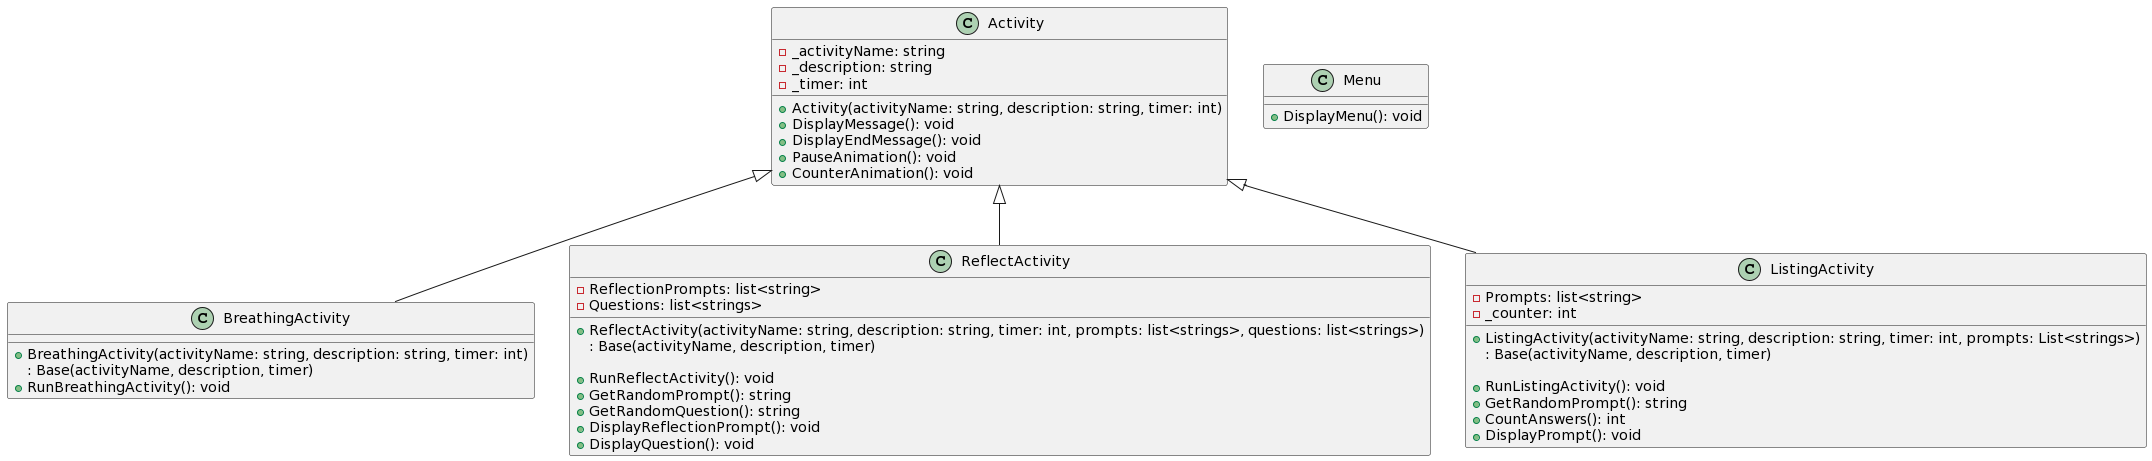 C Activity
_activityName: string
_description: string
_timer: int
Activity(activityName: string, description: string, timer: int)
DisplayMessage(): void
DisplayEndMessage(): void
PauseAnimation(): void
CounterAnimation(): void
C Menu
DisplayMenu(): void
C BreathingActivity
BreathingActivity(activityName: string, description: string, timer: int)
: Base(activityName, description, timer)
RunBreathingActivity(): void
C ReflectActivity
ReflectionPrompts: list<string>
Questions: list<strings>
ReflectActivity(activityName: string, description: string, timer: int, prompts: list<strings>, questions: list<strings>)
: Base(activityName, description, timer)
RunReflectActivity(): void
GetRandomPrompt(): string
GetRandomQuestion(): string
DisplayReflectionPrompt(): void
DisplayQuestion(): void
C ListingActivity
Prompts: list<string>
_counter: int
ListingActivity(activityName: string, description: string, timer: int, prompts: List<strings>)
: Base(activityName, description, timer)
RunListingActivity(): void
GetRandomPrompt(): string
CountAnswers(): int
DisplayPrompt(): void